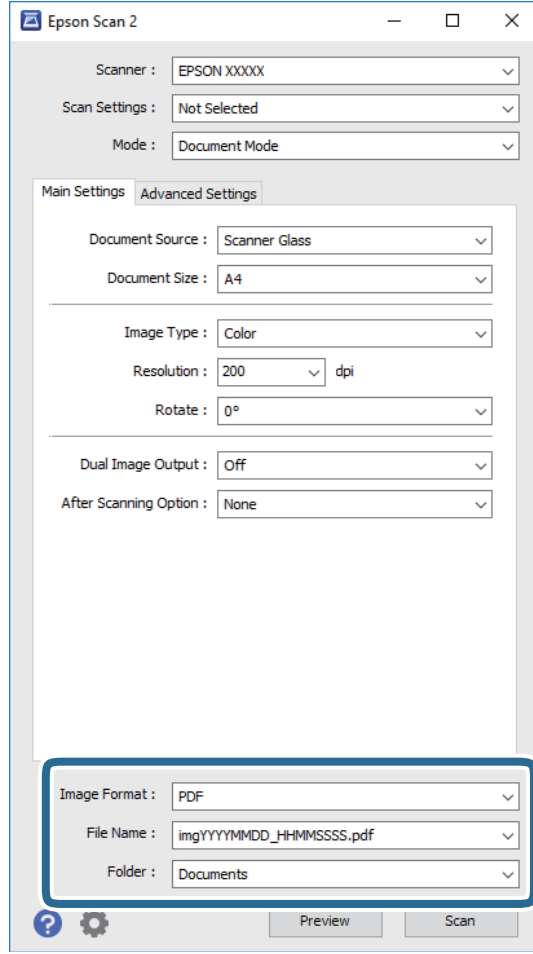 Epson Scan 2
Scanner : EPSON XXXXX
Scan Settings : Not Selected
Mode : Document Mode
Main Settings Advanced Settings
Document Source : Scanner Glass
Document Size : A4
Image Type : Color
Resolution : 200 dpi
Rotate : 0°
Dual Image Output : Off
After Scanning Option : None
Image Format : PDF
File Name : imgYYYYMMDD_HHMMSSSS.pdf
Folder : Documents
? Preview Scan